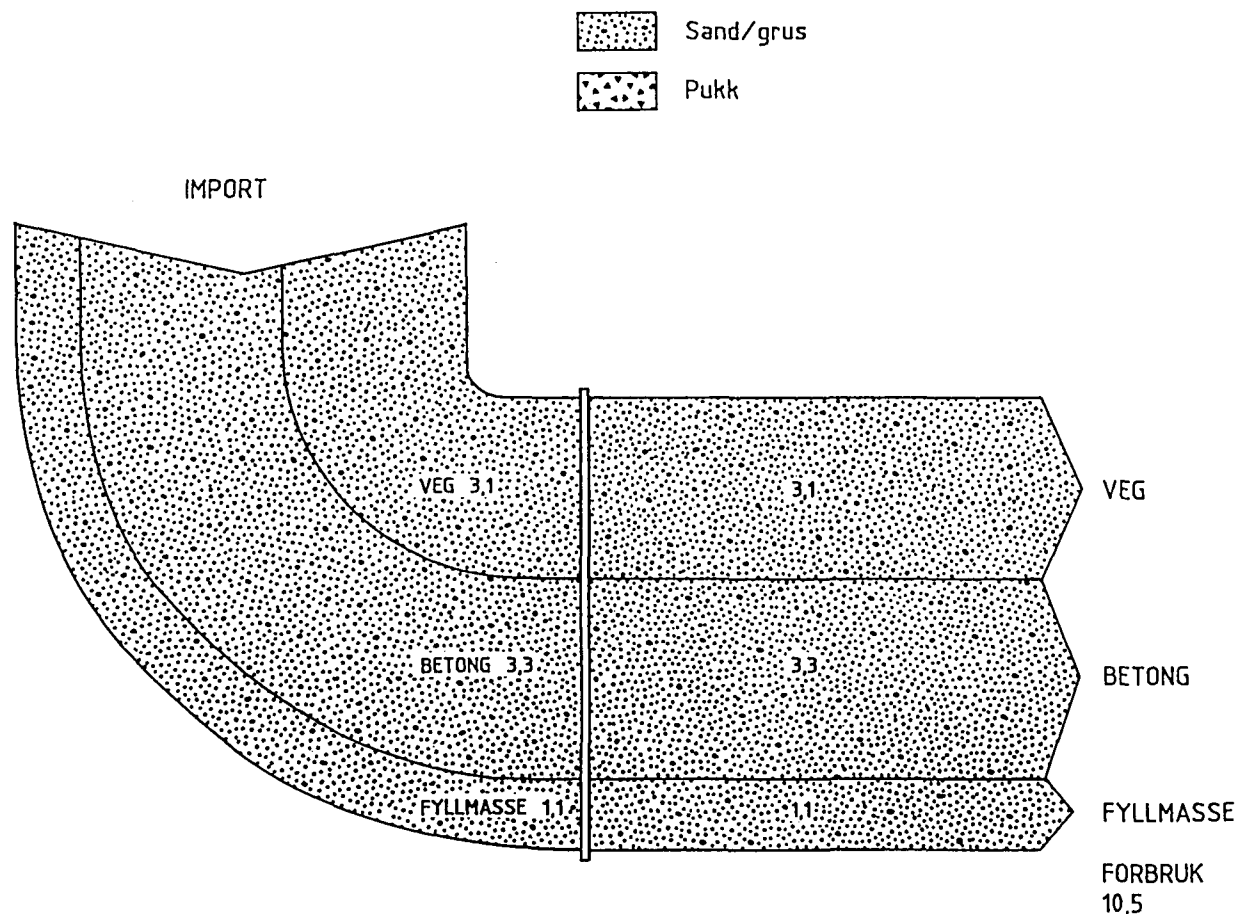 Sand/grus
Pukk
IMPORT
VEG 3,1
3,1
VEG
BETONG 3,3
3,3
BETONG
FYLLMASSE 1,1
1,1
FYLLMASSE
FORBRUK
10,5